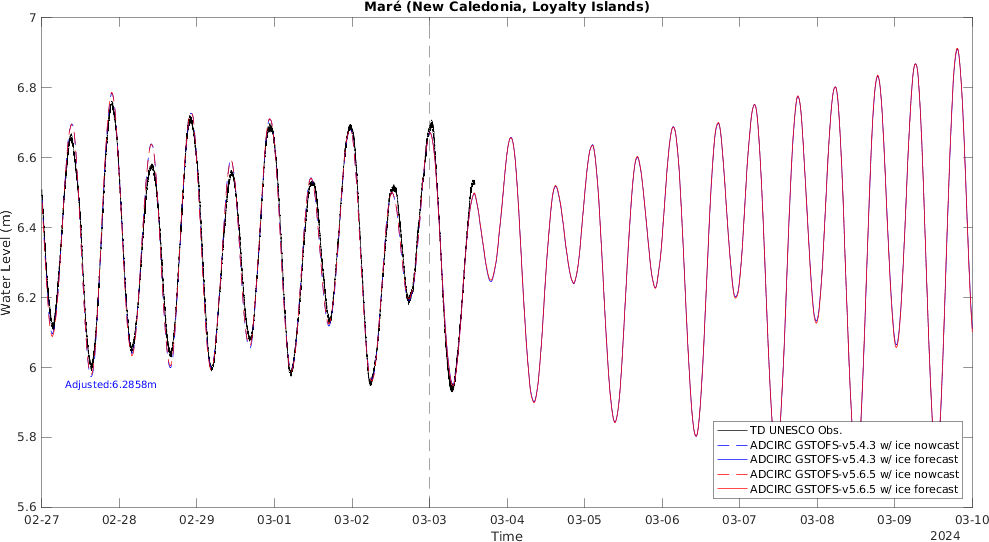 Maré (New Caledonia, Loyalty Islands)
7
6.8
6.6
6.4
6.2
6
5.8
5.6
Water Level (m)
Adjusted:6.2858m
TD UNESCO Obs.
ADCIRC GSTOFS-v5.4.3 w/ ice nowcast
ADCIRC GSTOFS-v5.4.3 w/ ice forecast
ADCIRC GSTOFS-v5.6.5 w/ ice nowcast
ADCIRC GSTOFS-v5.6.5 w/ ice forecast
02-27 02-28 02-29 03-01 03-02 03-03 03-04 03-05 03-06 03-07 03-08 03-09 03-10
Time
2024